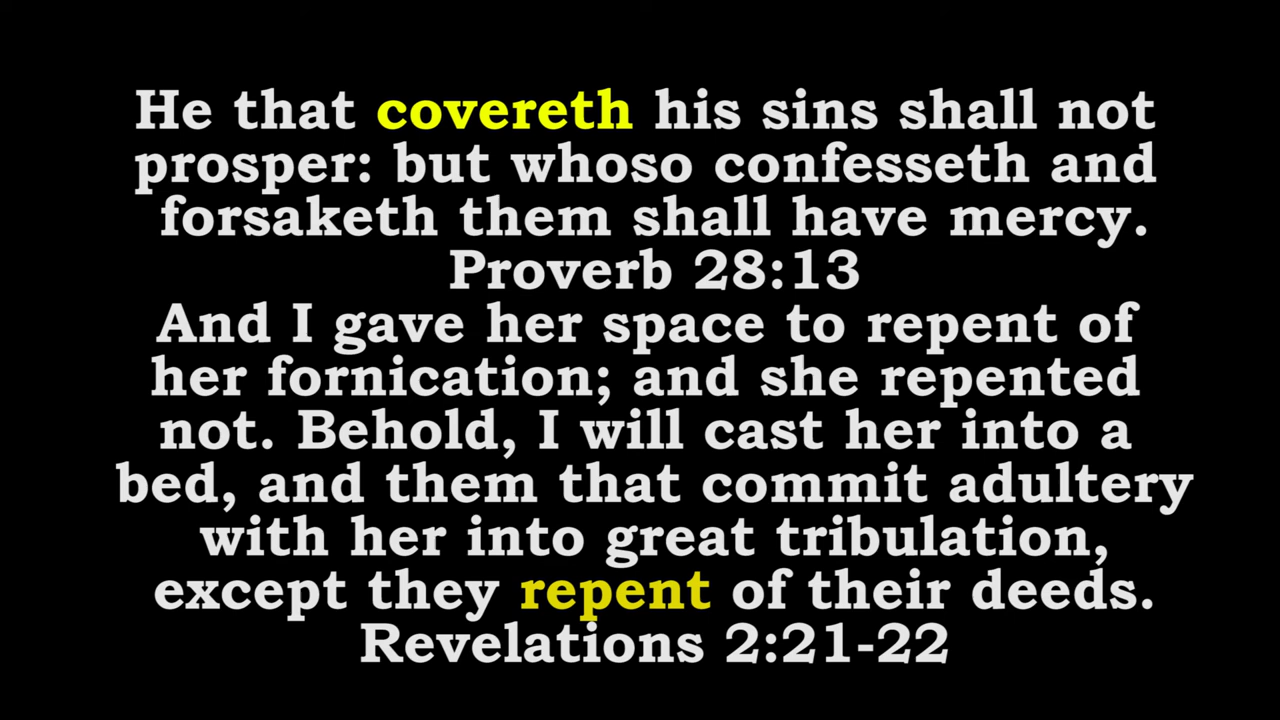 He that covereth his sins shall not
prosper: but whoso confesseth and
forsaketh them shall have mercy.
Proverb 28:13
And I gave her space to repent of
her fornication; and she repented
not. Behold, I will cast her into a
bed, and them that commit adultery
with her into great tribulation,
except they repent of their deeds.
Revelations 2:21-22